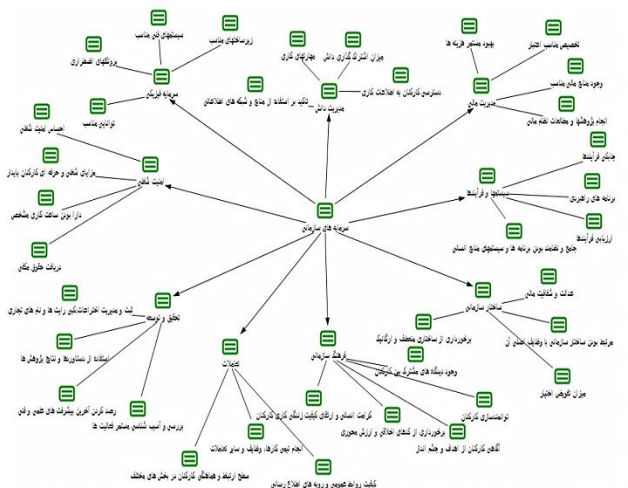 زیرساختهای مناسب
سیستمهای فنی مناسب
پروتکلهای اضطراری
سرمایه فیزیکی
توانایی مناسب
میزان اشتراک گذاری دانش
مهارتهای کاری
دسترسی کارکنان به اطلاعات کاری
مدیریت دانش
تاکید بر استفاده از منابع و شبکه های اطلاعاتی
تخصیص مناسب اعتبار
بهبود مستمر هزینه ها
وجود منابع مالی مناسب
مدیریت مالی
انجام پژوهشها و مطالعات نظام مالی
احساس امنیت شغلی
مزایای شغلی و حرفه ای کارکنان پایدار
امنیت شغلی
دارا بودن ساعت کاری مشخص
دریافت حقوق مکفی
چابکی فرآیندها
سیستمها و فرآیندها
برنامه های راهبردی
ارزیابی فرآیندها
جامع و نظامند بودن برنامه ها و سیستمهای منابع انسانی
سرمایه های سازمانی
ثبت و مدیریت اختراعات،کپی رایت ها و نام های تجاری
تحقیق و توسعه
استفاده از دستاوردها و نتایج پژوهش ها
رصد کردن آخرین پیشرفت های علمی و فنی
بررسی و آسیب شناسی مستمر فعالیت ها
عدالت و شفافیت مالی
ساختار سازمانی
برخورداری از ساختاری منعطف و ارگانیک
مرتبط بودن ساختار سازمانی با وظایف اصلی آن
میزان تفویض اختیار
فرهنگ سازمانی
وجود دیدگاه های مشترک بین کارکنان
توانمندسازی کارکنان
کرامت انسانی و ارتقای کیفیت زندگی کاری کارکنان
برخورداری از کدهای اخلاقی و ارزش محوری
آگاهی کارکنان از اهداف و چشم انداز
تعاملات
انجام تیمی کارها، وظایف و سایر تعاملات
سطح ارتباط و هماهنگی کارکنان در بخش های مختلف
کیفیت روابط عمومی و رویه های اطلاع رسانی